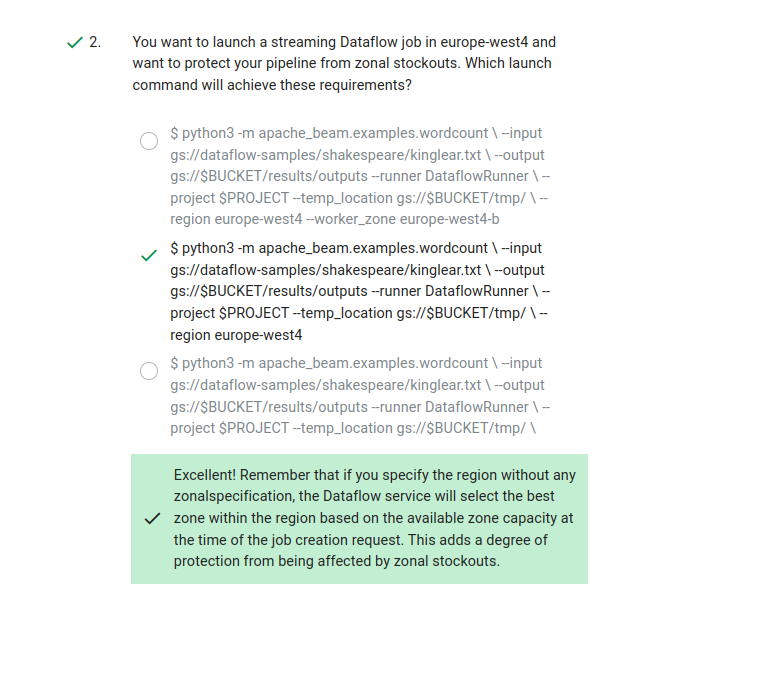 2. You want to launch a streaming Dataflow job in europe-west4 and
want to protect your pipeline from zonal stockouts. Which launch
command will achieve these requirements?
$ python3 -m apache_beam.examples.wordcount \ --input
gs://dataflow-samples/shakespeare/kinglear.txt \ --output
gs://$BUCKET/results/outputs --runner DataflowRunner \ --
project $PROJECT --temp_location gs://$BUCKET/tmp/ \ --
region europe-west4 --worker_zone europe-west4-b
$ python3 -m apache_beam.examples.wordcount \ --input
gs://dataflow-samples/shakespeare/kinglear.txt \ --output
gs://$BUCKET/results/outputs --runner DataflowRunner \ --
project $PROJECT --temp_location gs://$BUCKET/tmp/ \ --
region europe-west4
$ python3 -m apache_beam.examples.wordcount \ --input
gs://dataflow-samples/shakespeare/kinglear.txt \ --output
gs://$BUCKET/results/outputs --runner DataflowRunner \ --
project $PROJECT --temp_location gs://$BUCKET/tmp/ \
Excellent! Remember that if you specify the region without any
zonalspecification, the Dataflow service will select the best
zone within the region based on the available zone capacity at
the time of the job creation request. This adds a degree of
protection from being affected by zonal stockouts.